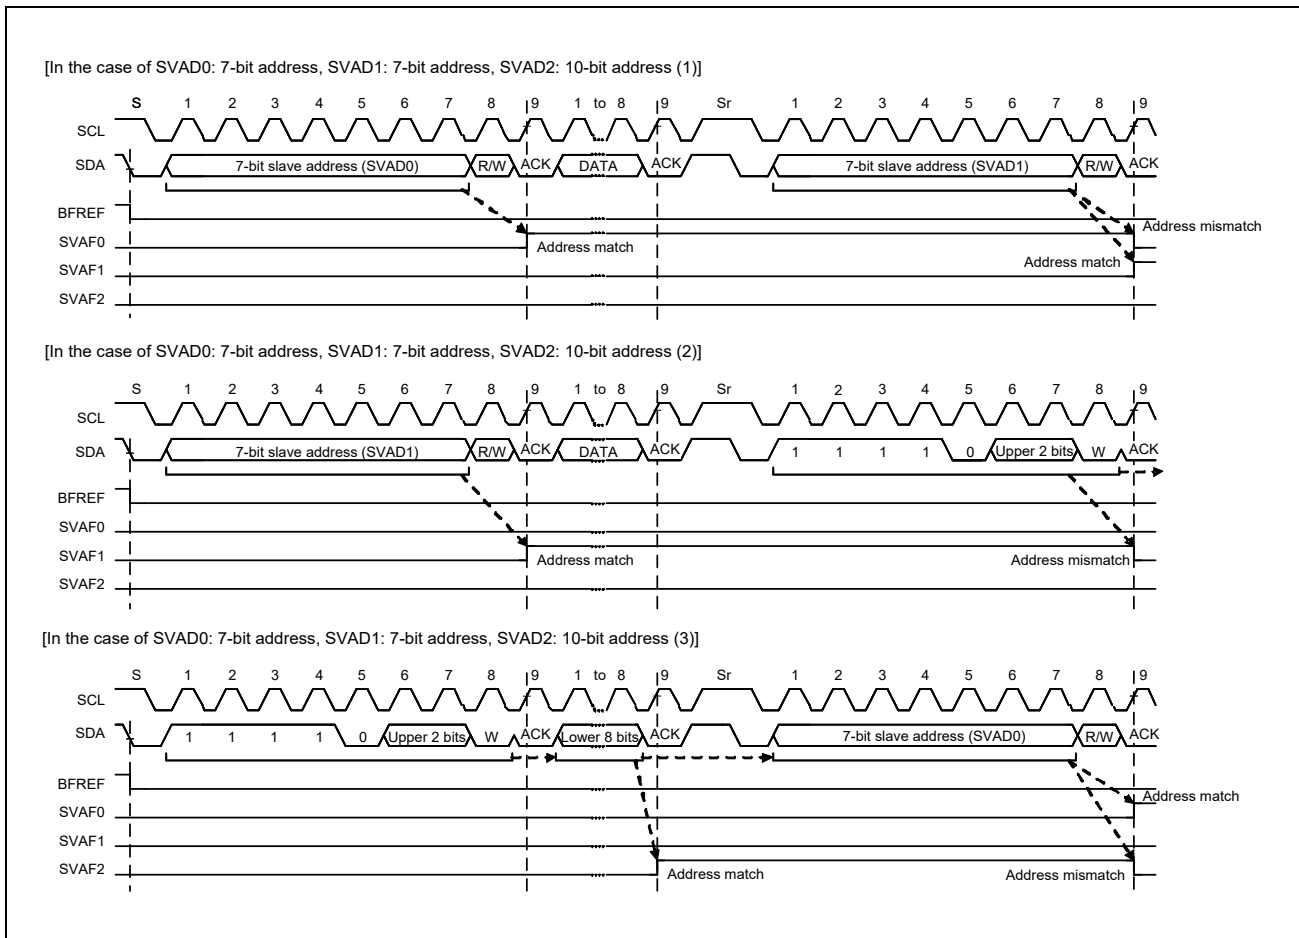 [In the case of SVAD0: 7-bit address, SVAD1: 7-bit address, SVAD2: 10-bit address (1)]
S 1 2 3 4 5 6 7 8 9 1 to 8 9 Sr 1 2 3 4 5 6 7 8 9
SCL
SDA 7-bit slave address (SVAD0) R/W ACK DATA ACK 7-bit slave address (SVAD1) R/W ACK
BFREF
Address mismatch
SVAF0 Address match
SVAF1 Address match
SVAF2
[In the case of SVAD0: 7-bit address, SVAD1: 7-bit address, SVAD2: 10-bit address (2)]
S 1 2 3 4 5 6 7 8 9 1 to 8 9 Sr 1 2 3 4 5 6 7 8 9
SCL
SDA 7-bit slave address (SVAD1) R/W ACK DATA ACK 1 1 1 1 0 Upper 2 bits W ACK
BFREF
SVAF0
SVAF1 Address match Address mismatch
SVAF2
[In the case of SVAD0: 7-bit address, SVAD1: 7-bit address, SVAD2: 10-bit address (3)]
S 1 2 3 4 5 6 7 8 9 1 to 8 9 Sr 1 2 3 4 5 6 7 8 9
SCL
SDA 1 1 1 1 0 Upper 2 bits W ACK Lower 8 bits ACK 7-bit slave address (SVAD0) R/W ACK
BFREF
Address match
SVAF0
SVAF1
SVAF2 Address match Address mismatch